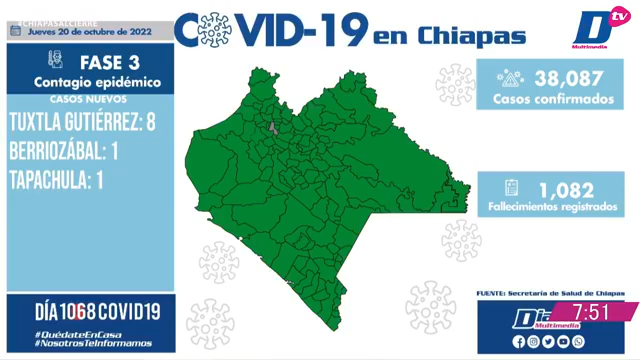 @CHIAPASALCIERRE
Jueves 20 de octubre de 2022
COVID-19 en Chiapas
D tv
Multimedia
FASE 3
Contagio epidémico
CASOS NUEVOS
TUXTLA GUTIÉRREZ: 8
BERRIOZÁBAL: 1
TAPACHULA: 1
38,087
Casos confirmados
1,082
Fallecimientos registrados
DÍA 1068 COVID19
#QuédateEnCasa
#NosotrosTeInformamos
FUENTE: Secretaría de Salud de Chiapas
Multimedia
7:51